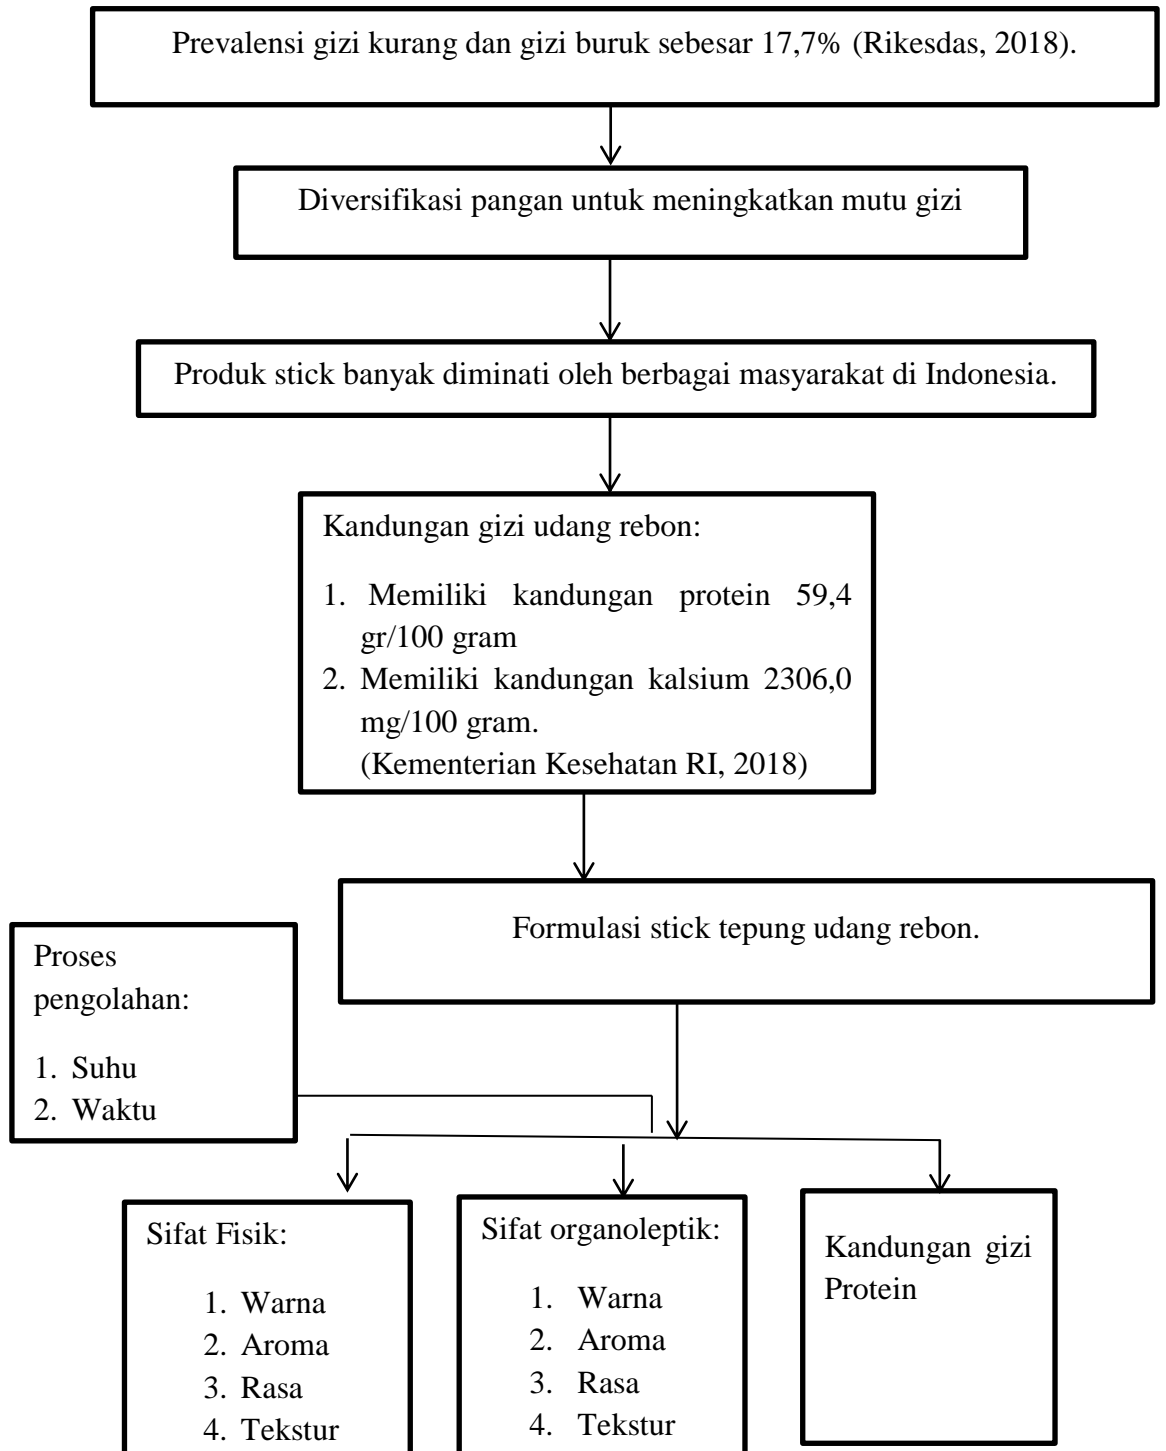 Prevalensi gizi kurang dan gizi buruk sebesar 17,7% (Rikesdas, 2018).
Diversifikasi pangan untuk meningkatkan mutu gizi
Produk stick banyak diminati oleh berbagai masyarakat di Indonesia.
Kandungan gizi udang rebon:
1. Memiliki kandungan protein 59,4
gr/100 gram
2. Memiliki kandungan kalsium 2306,0
mg/100 gram.
(Kementerian Kesehatan RI, 2018)
Formulasi stick tepung udang rebon.
Proses
pengolahan:
1. Suhu
2. Waktu
Sifat Fisik:
1. Warna
2. Aroma
3. Rasa
4. Tekstur
Sifat organoleptik:
1. Warna
2. Aroma
3. Rasa
4. Tekstur
Kandungan gizi
Protein